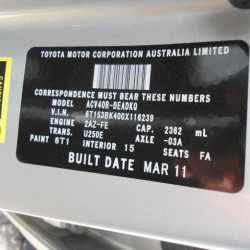 TOYOTA MOTOR CORPORATION AUSTRALIA LIMITED
CORRESPONDENCE MUST BEAR THESE NUMBERS
MODEL ACV40R-DEADKQ
V.I.N. 6T153BK400X116239
ENGINE 2AZ-FE CAP. 2362 mL
TRANS. U250E AXLE -03A
PAINT 6T1 INTERIOR 15 SEATS FA
BUILT DATE MAR 11